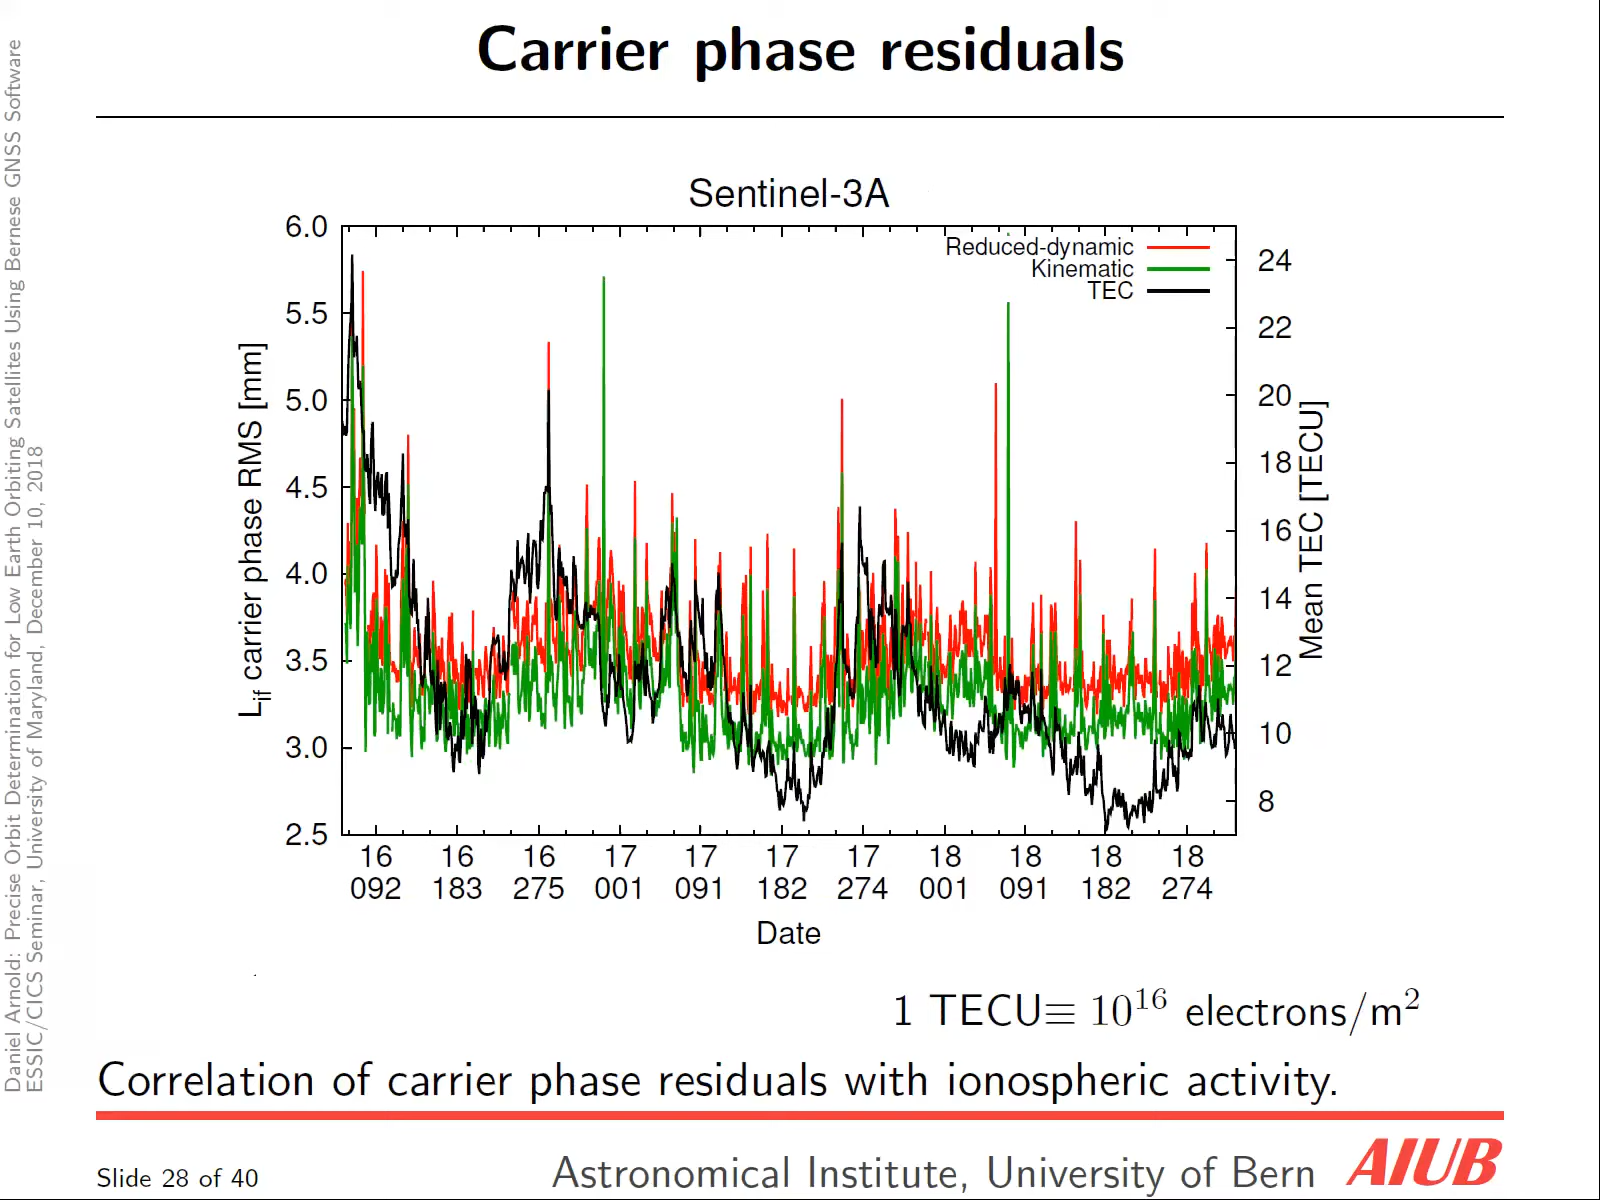 Carrier phase residuals
Daniel Arnold: Precise Orbit Determination for Low Earth Orbiting Satellites Using Bernese GNSS Software
ESSIC/CICS Seminar, University of Maryland, December 10, 2018
Sentinel-3A
Reduced-dynamic
Kinematic
TEC
L_if carrier phase RMS [mm]
6.0
5.5
5.0
4.5
4.0
3.5
3.0
2.5
24
22
20
18
16
14
12
10
8
Mean TEC [TECU]
16 16 16 17 17 17 17 18 18 18 18
092 183 275 001 091 182 274 001 091 182 274
Date
1 TECU≡ 10^16 electrons/m^2
Correlation of carrier phase residuals with ionospheric activity.
Slide 28 of 40
Astronomical Institute, University of Bern
AIUB